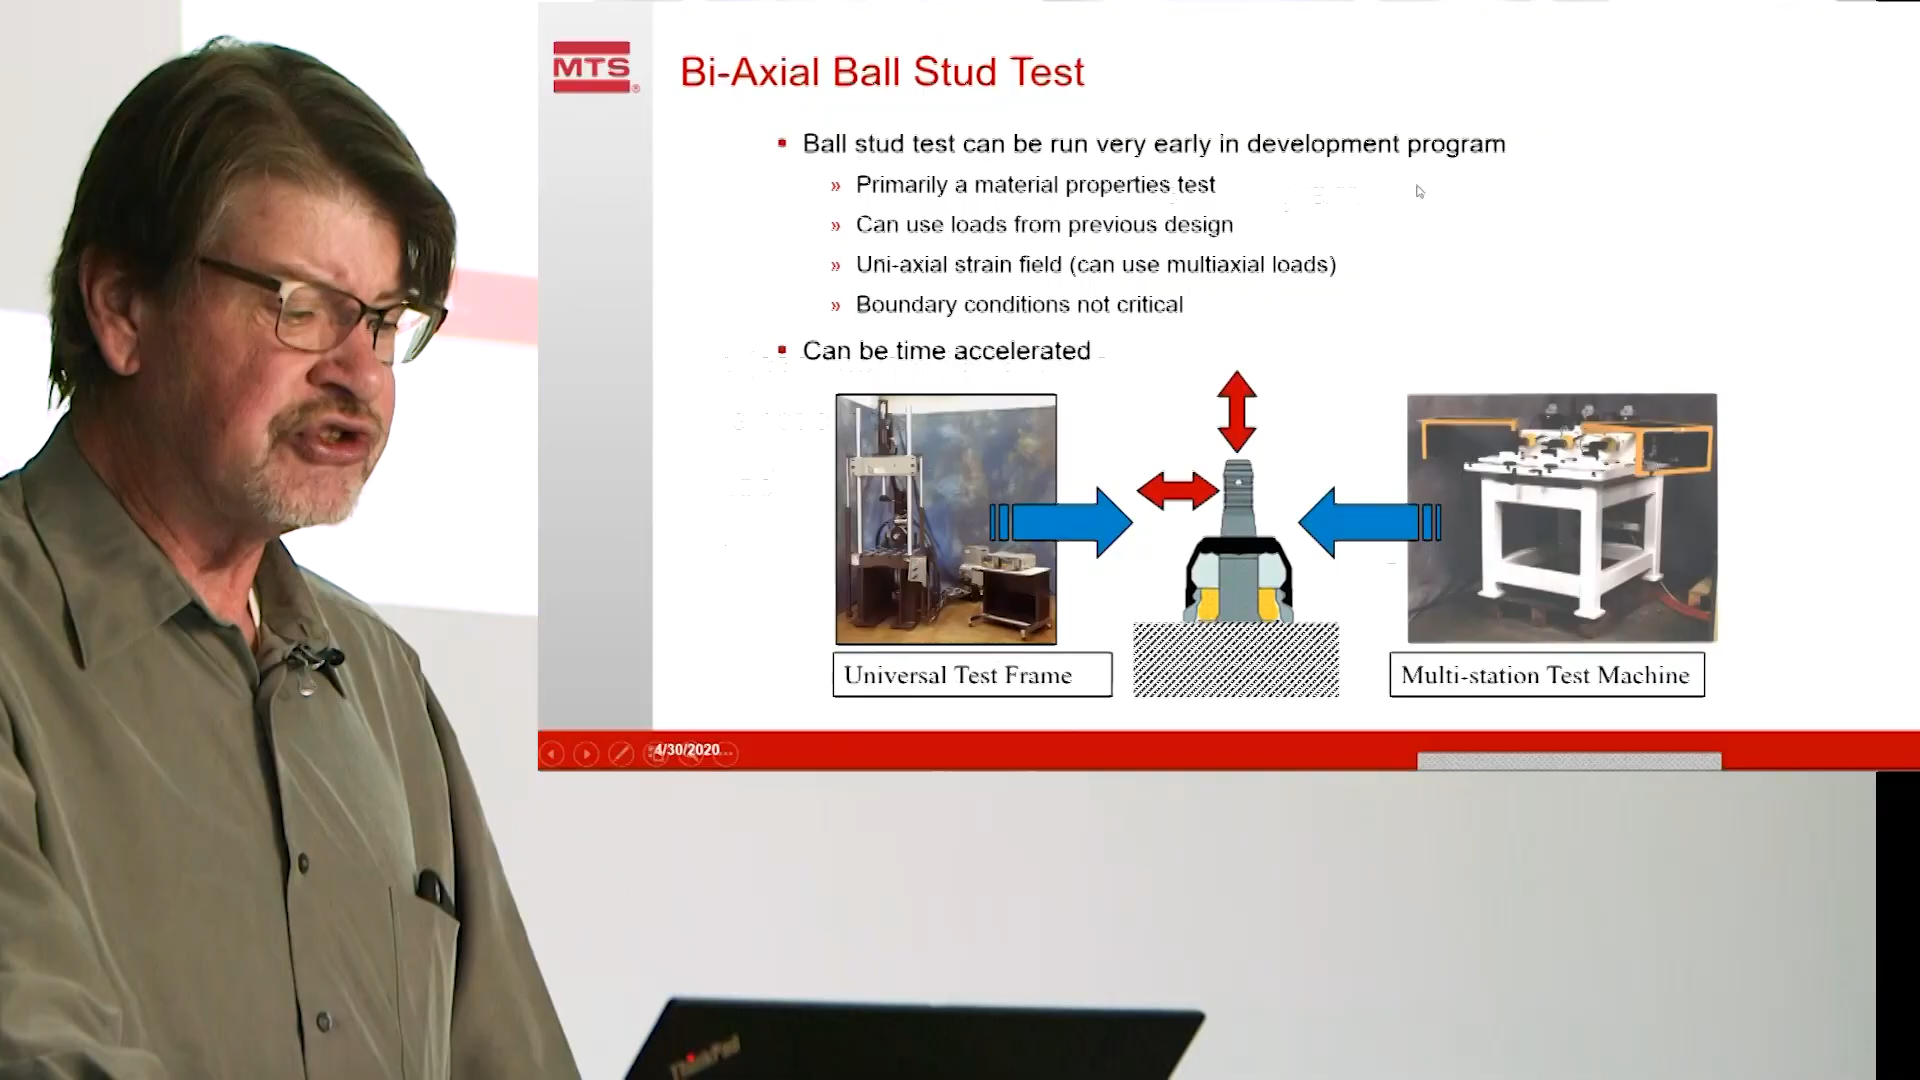 MTS
Bi-Axial Ball Stud Test
Ball stud test can be run very early in development program
» Primarily a material properties test
» Can use loads from previous design
» Uni-axial strain field (can use multiaxial loads)
» Boundary conditions not critical
Can be time accelerated
Universal Test Frame
Multi-station Test Machine
4/30/2020
ThinkPad